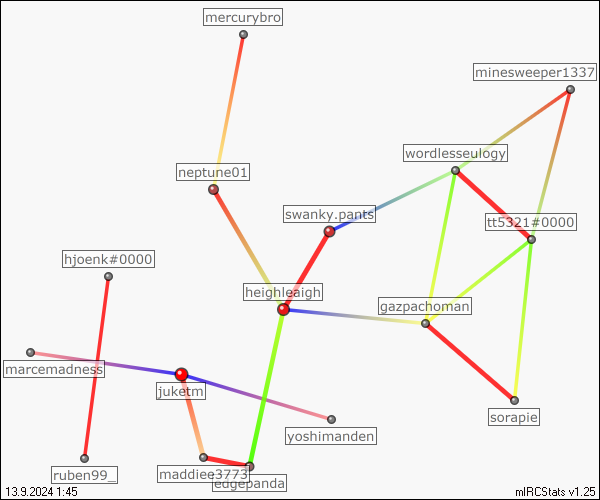 mercurybro
minesweeper1337
wordlesseulogy
neptune01
swanky.pants
tt5321#0000
hjoenk#0000
heighleaigh
gazpachoman
marcemadness
juketm
sorapie
yoshimanden
ruben99_
maddiee3773
edgepanda
13.9.2024 1:45
mIRCStats v1.25